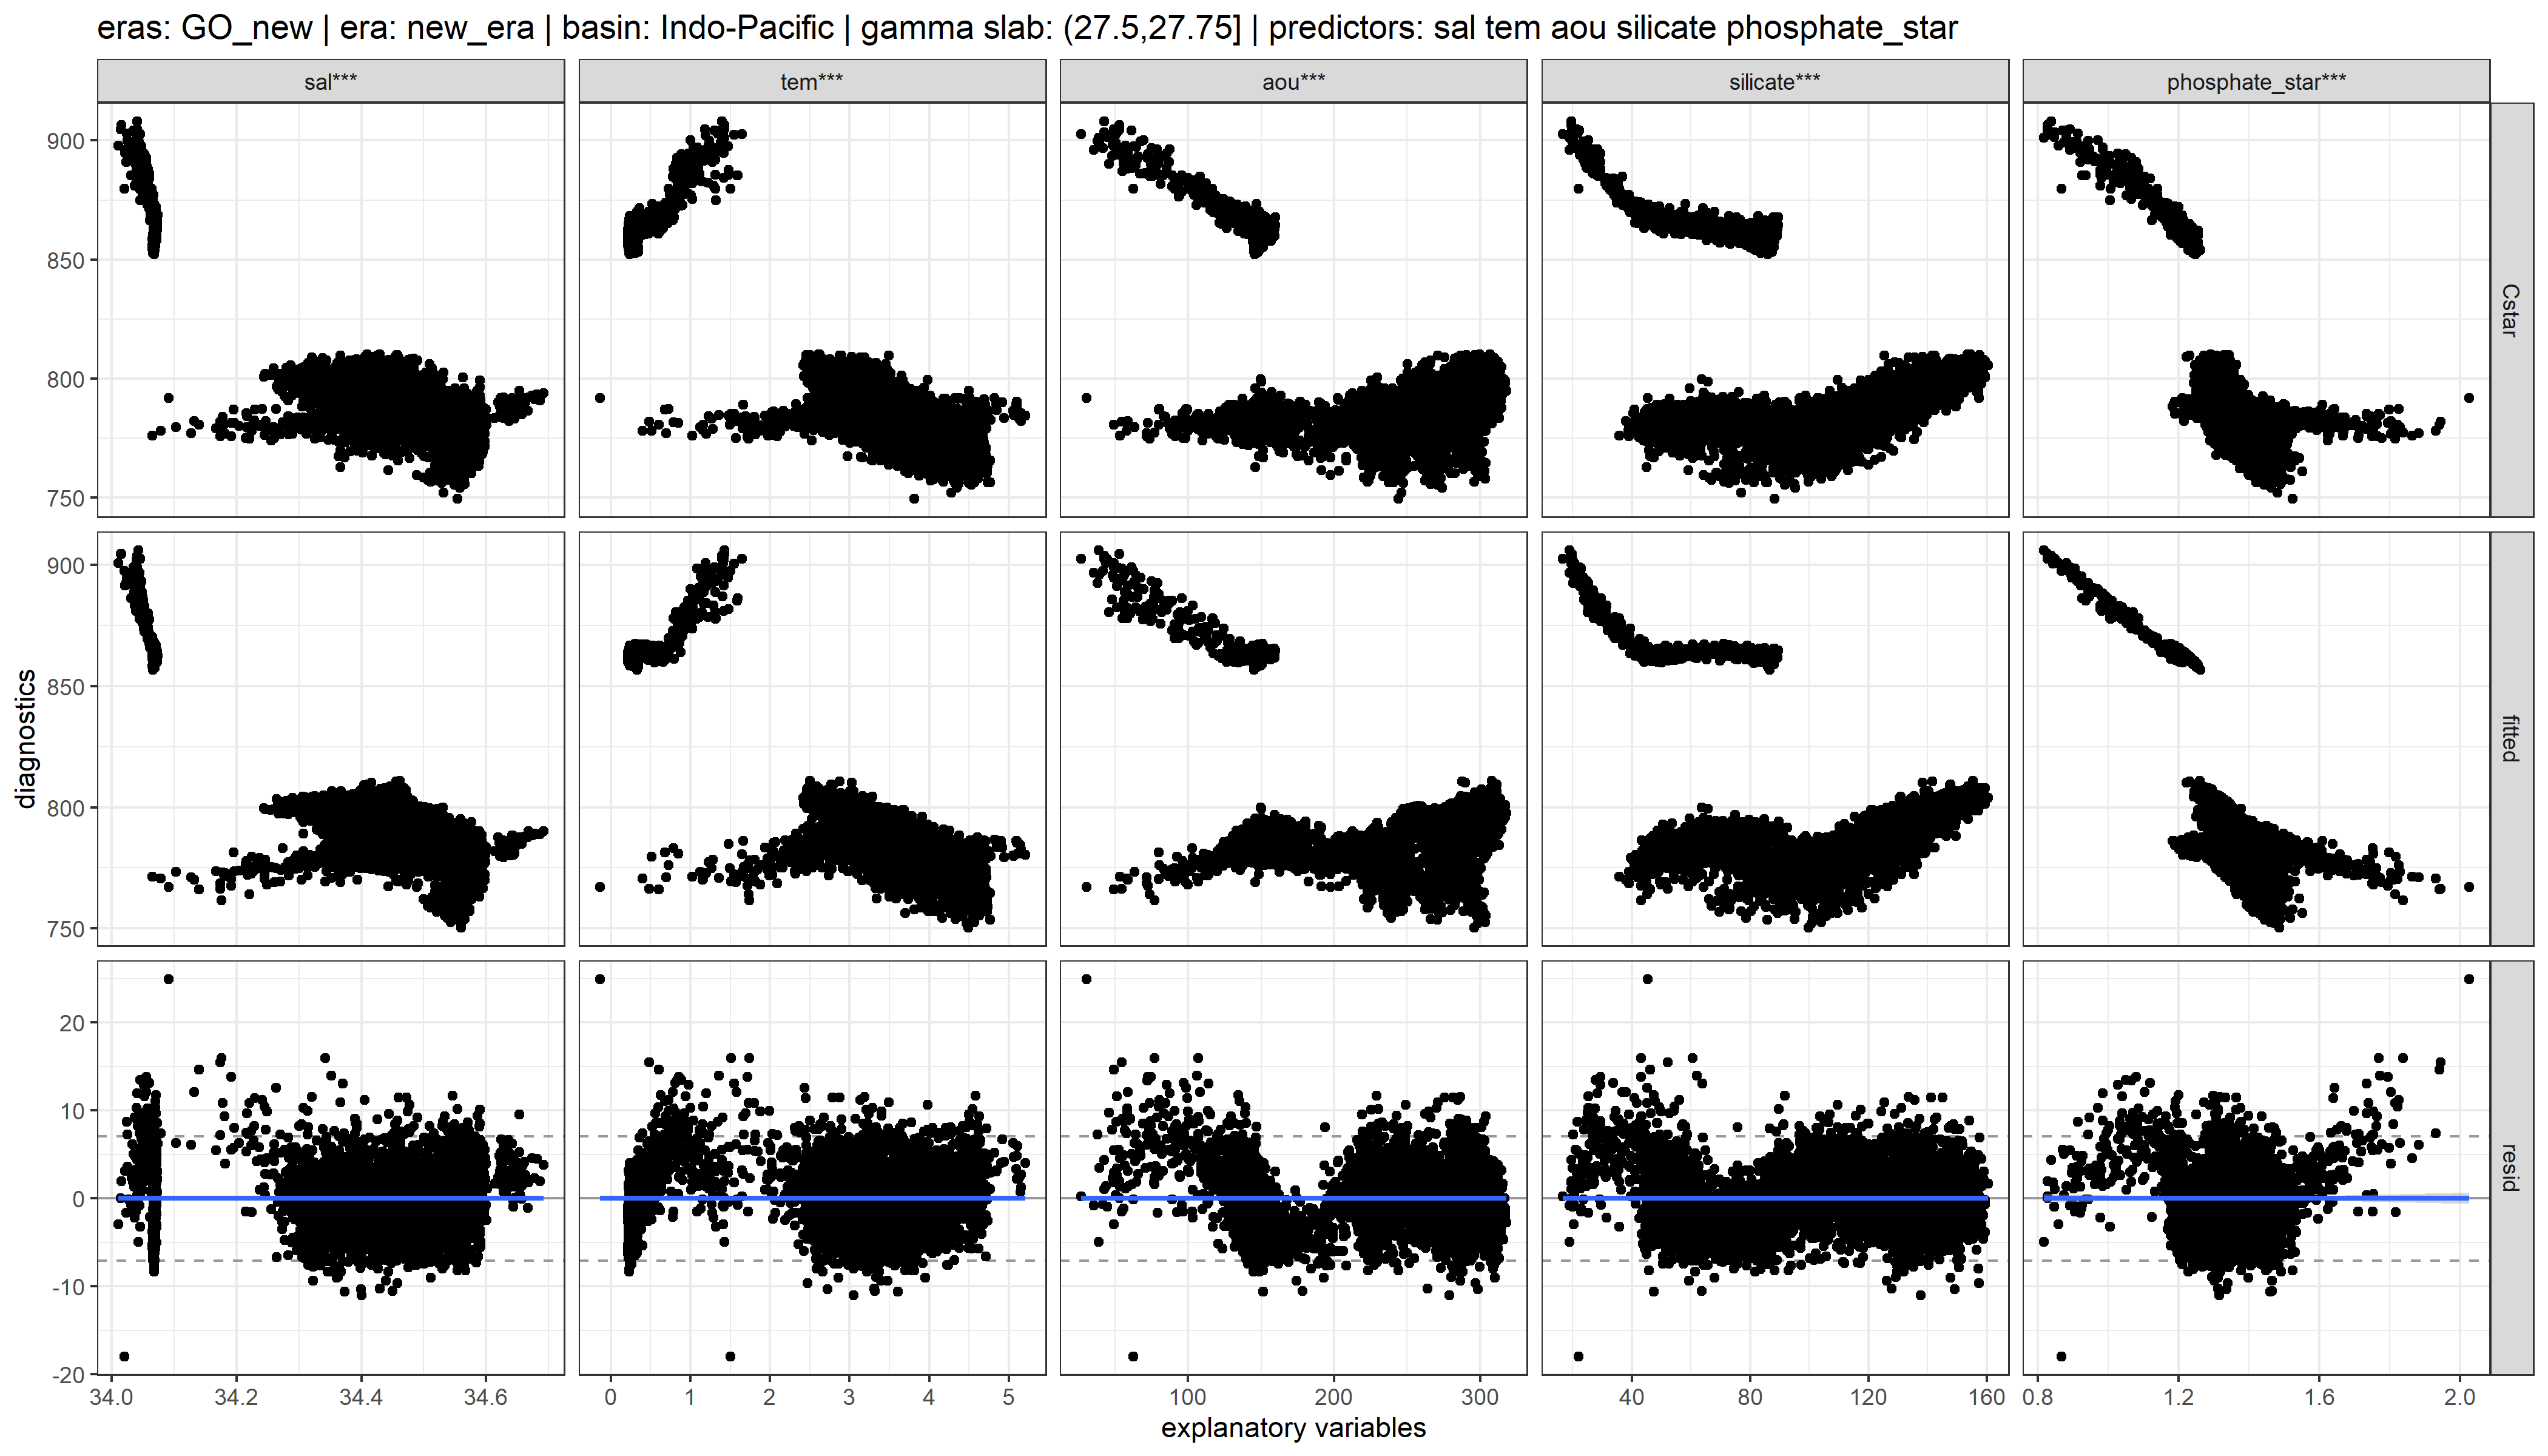 eras: GO_new | era: new_era | basin: Indo-Pacific | gamma slab: (27.5,27.75] | predictors: sal tem aou silicate phosphate_star
sal***
tem***
aou***
silicate***
phosphate_star***
900
850
800
750
Cstar
900
850
800
750
fitted
diagnostics
20
10
0
-10
-20
resid
34.0 34.2 34.4 34.6
0 1 2 3 4 5
100 200 300
40 80 120 160
0.8 1.2 1.6 2.0
explanatory variables